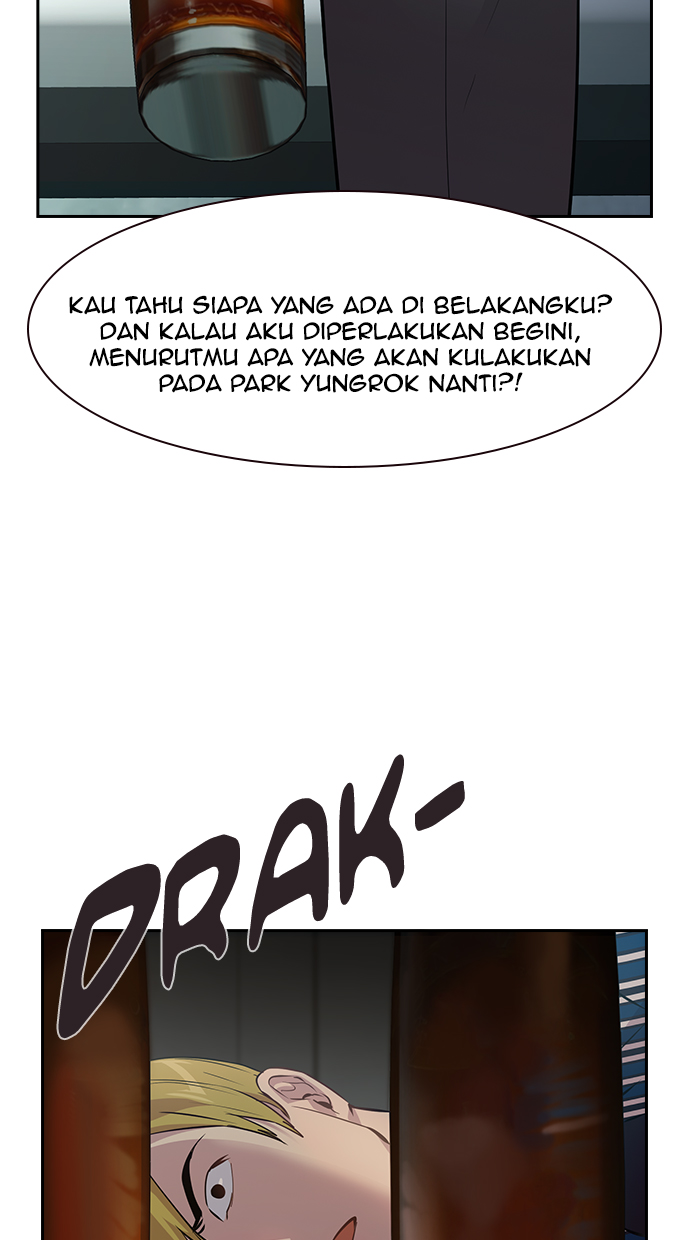 KAU TAHU SIAPA YANG ADA DI BELAKANGKU?
DAN KALAU AKU DIPERLAKUKAN BEGINI,
MENURUTMU APA YANG AKAN KULAKUKAN
PADA PARK YUNGROK NANTI?!
DRAK-